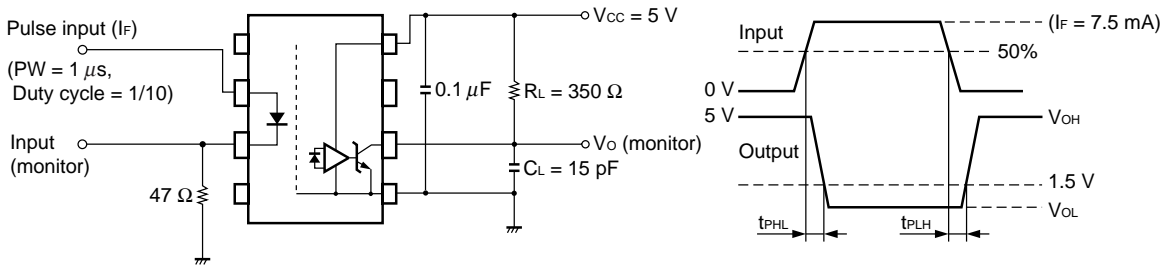 Pulse input (IF)
(PW = 1 μs,
Duty cycle = 1/10)
Input
(monitor)
47 Ω
0.1 μF
VCC = 5 V
RL = 350 Ω
VO (monitor)
CL = 15 pF
Input
(IF = 7.5 mA)
50%
0 V
5 V
VOH
Output
1.5 V
VOL
tPHL
tPLH